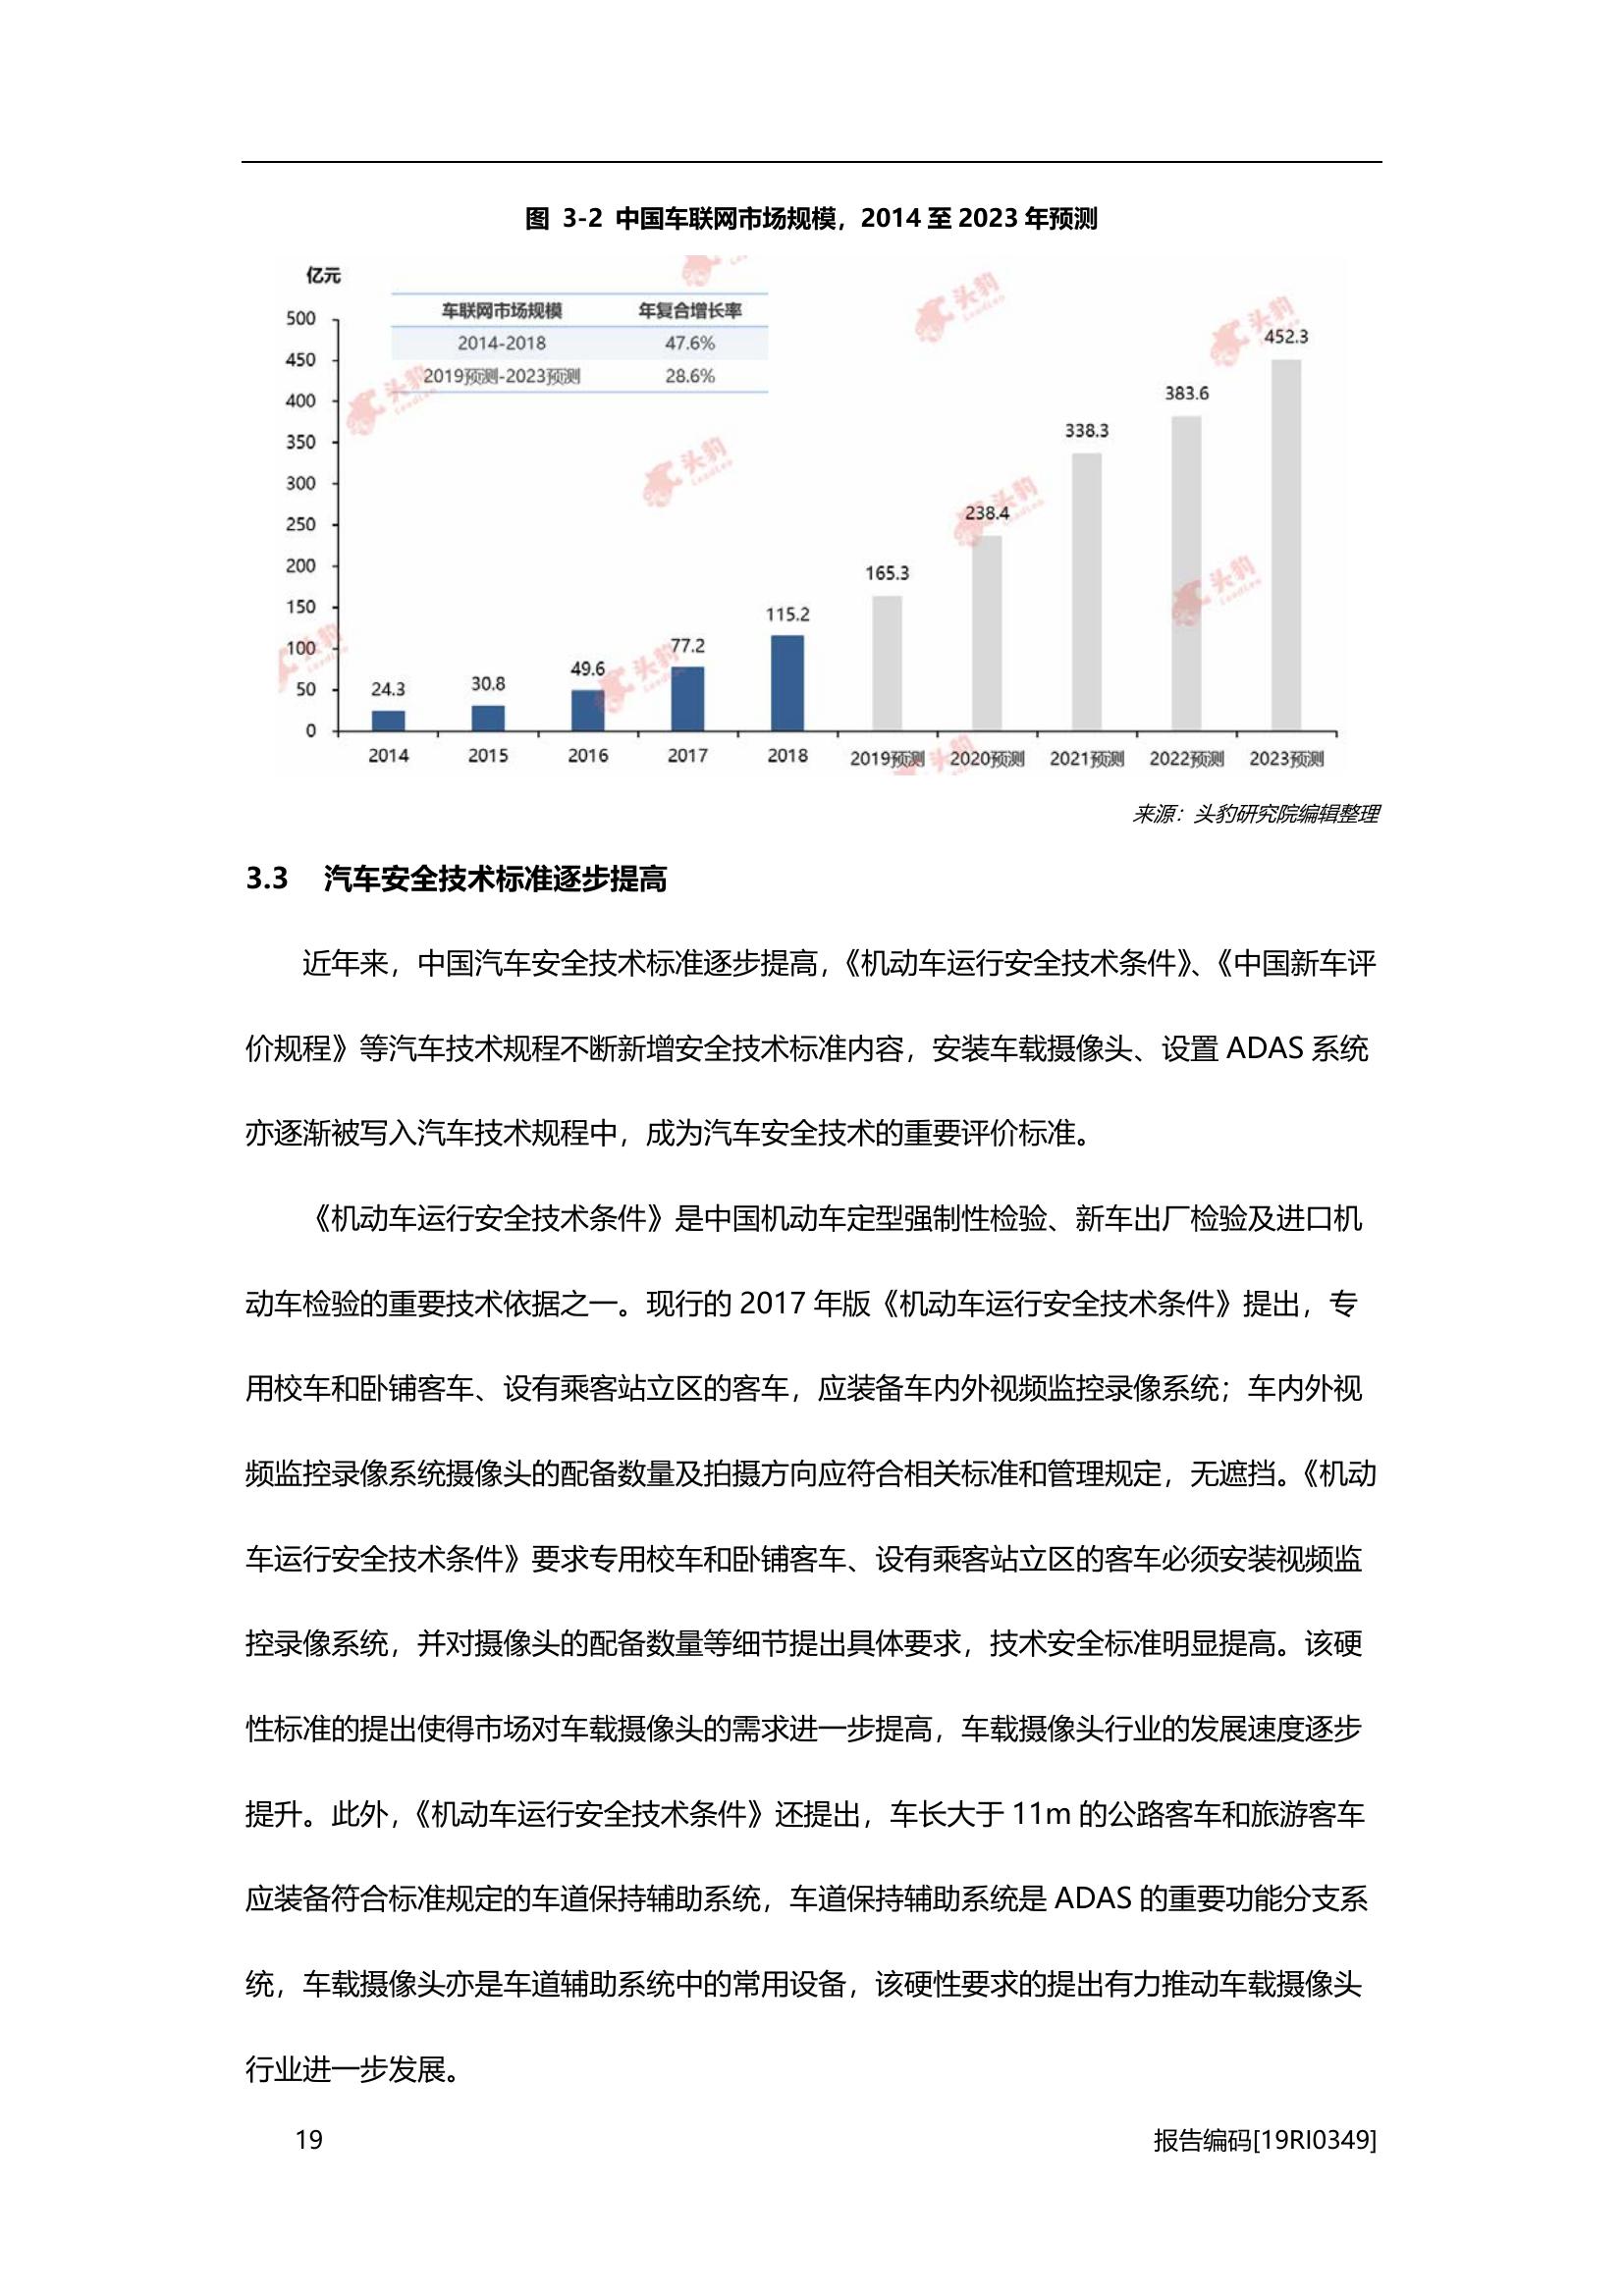 图 3-2 中国车联网市场规模，2014 至 2023 年预测
亿元
车联网市场规模 年复合增长率
2014-2018 47.6%
2019预测-2023预测 28.6%
500
450
400
350
300
250
200
150
100
50
0
24.3
30.8
49.6
77.2
115.2
165.3
238.4
338.3
383.6
452.3
2014 2015 2016 2017 2018 2019预测 2020预测 2021预测 2022预测 2023预测
头豹
LeadLeo
来源：头豹研究院编辑整理
3.3 汽车安全技术标准逐步提高
近年来，中国汽车安全技术标准逐步提高，《机动车运行安全技术条件》、《中国新车评
价规程》等汽车技术规程不断新增安全技术标准内容，安装车载摄像头、设置 ADAS 系统
亦逐渐被写入汽车技术规程中，成为汽车安全技术的重要评价标准。
《机动车运行安全技术条件》是中国机动车定型强制性检验、新车出厂检验及进口机
动车检验的重要技术依据之一。现行的 2017 年版《机动车运行安全技术条件》提出，专
用校车和卧铺客车、设有乘客站立区的客车，应装备车内外视频监控录像系统；车内外视
频监控录像系统摄像头的配备数量及拍摄方向应符合相关标准和管理规定，无遮挡。《机动
车运行安全技术条件》要求专用校车和卧铺客车、设有乘客站立区的客车必须安装视频监
控录像系统，并对摄像头的配备数量等细节提出具体要求，技术安全标准明显提高。该硬
性标准的提出使得市场对车载摄像头的需求进一步提高，车载摄像头行业的发展速度逐步
提升。此外，《机动车运行安全技术条件》还提出，车长大于 11m 的公路客车和旅游客车
应装备符合标准规定的车道保持辅助系统，车道保持辅助系统是 ADAS 的重要功能分支系
统，车载摄像头亦是车道辅助系统中的常用设备，该硬性要求的提出有力推动车载摄像头
行业进一步发展。
19 报告编码[19RI0349]